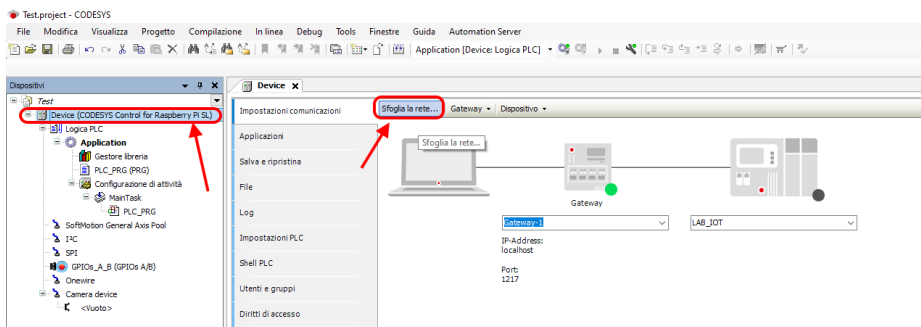 Test.project - CODESYS
File Modifica Visualizza Progetto Compilazione In linea Debug Tools Finestre Guida Automation Server
Application [Device: Logica PLC]
Dispositivi
Test
Device (CODESYS Control for Raspberry Pi SL)
Logica PLC
Application
Gestore libreria
PLC_PRG (PRG)
Configurazione di attività
MainTask
PLC_PRG
SoftMotion General Axis Pool
I²C
SPI
GPIOs_A_B (GPIOs A/B)
Onewire
Camera device
<Vuoto>
Device
Impostazioni comunicazioni
Applicazioni
Salva e ripristina
File
Log
Impostazioni PLC
Shell PLC
Utenti e gruppi
Diritti di accesso
Sfoglia la rete... Gateway Dispositivo
Sfoglia la rete...
Gateway
Gateway-1
LAB_IOT
IP-Address:
localhost
Port:
1217